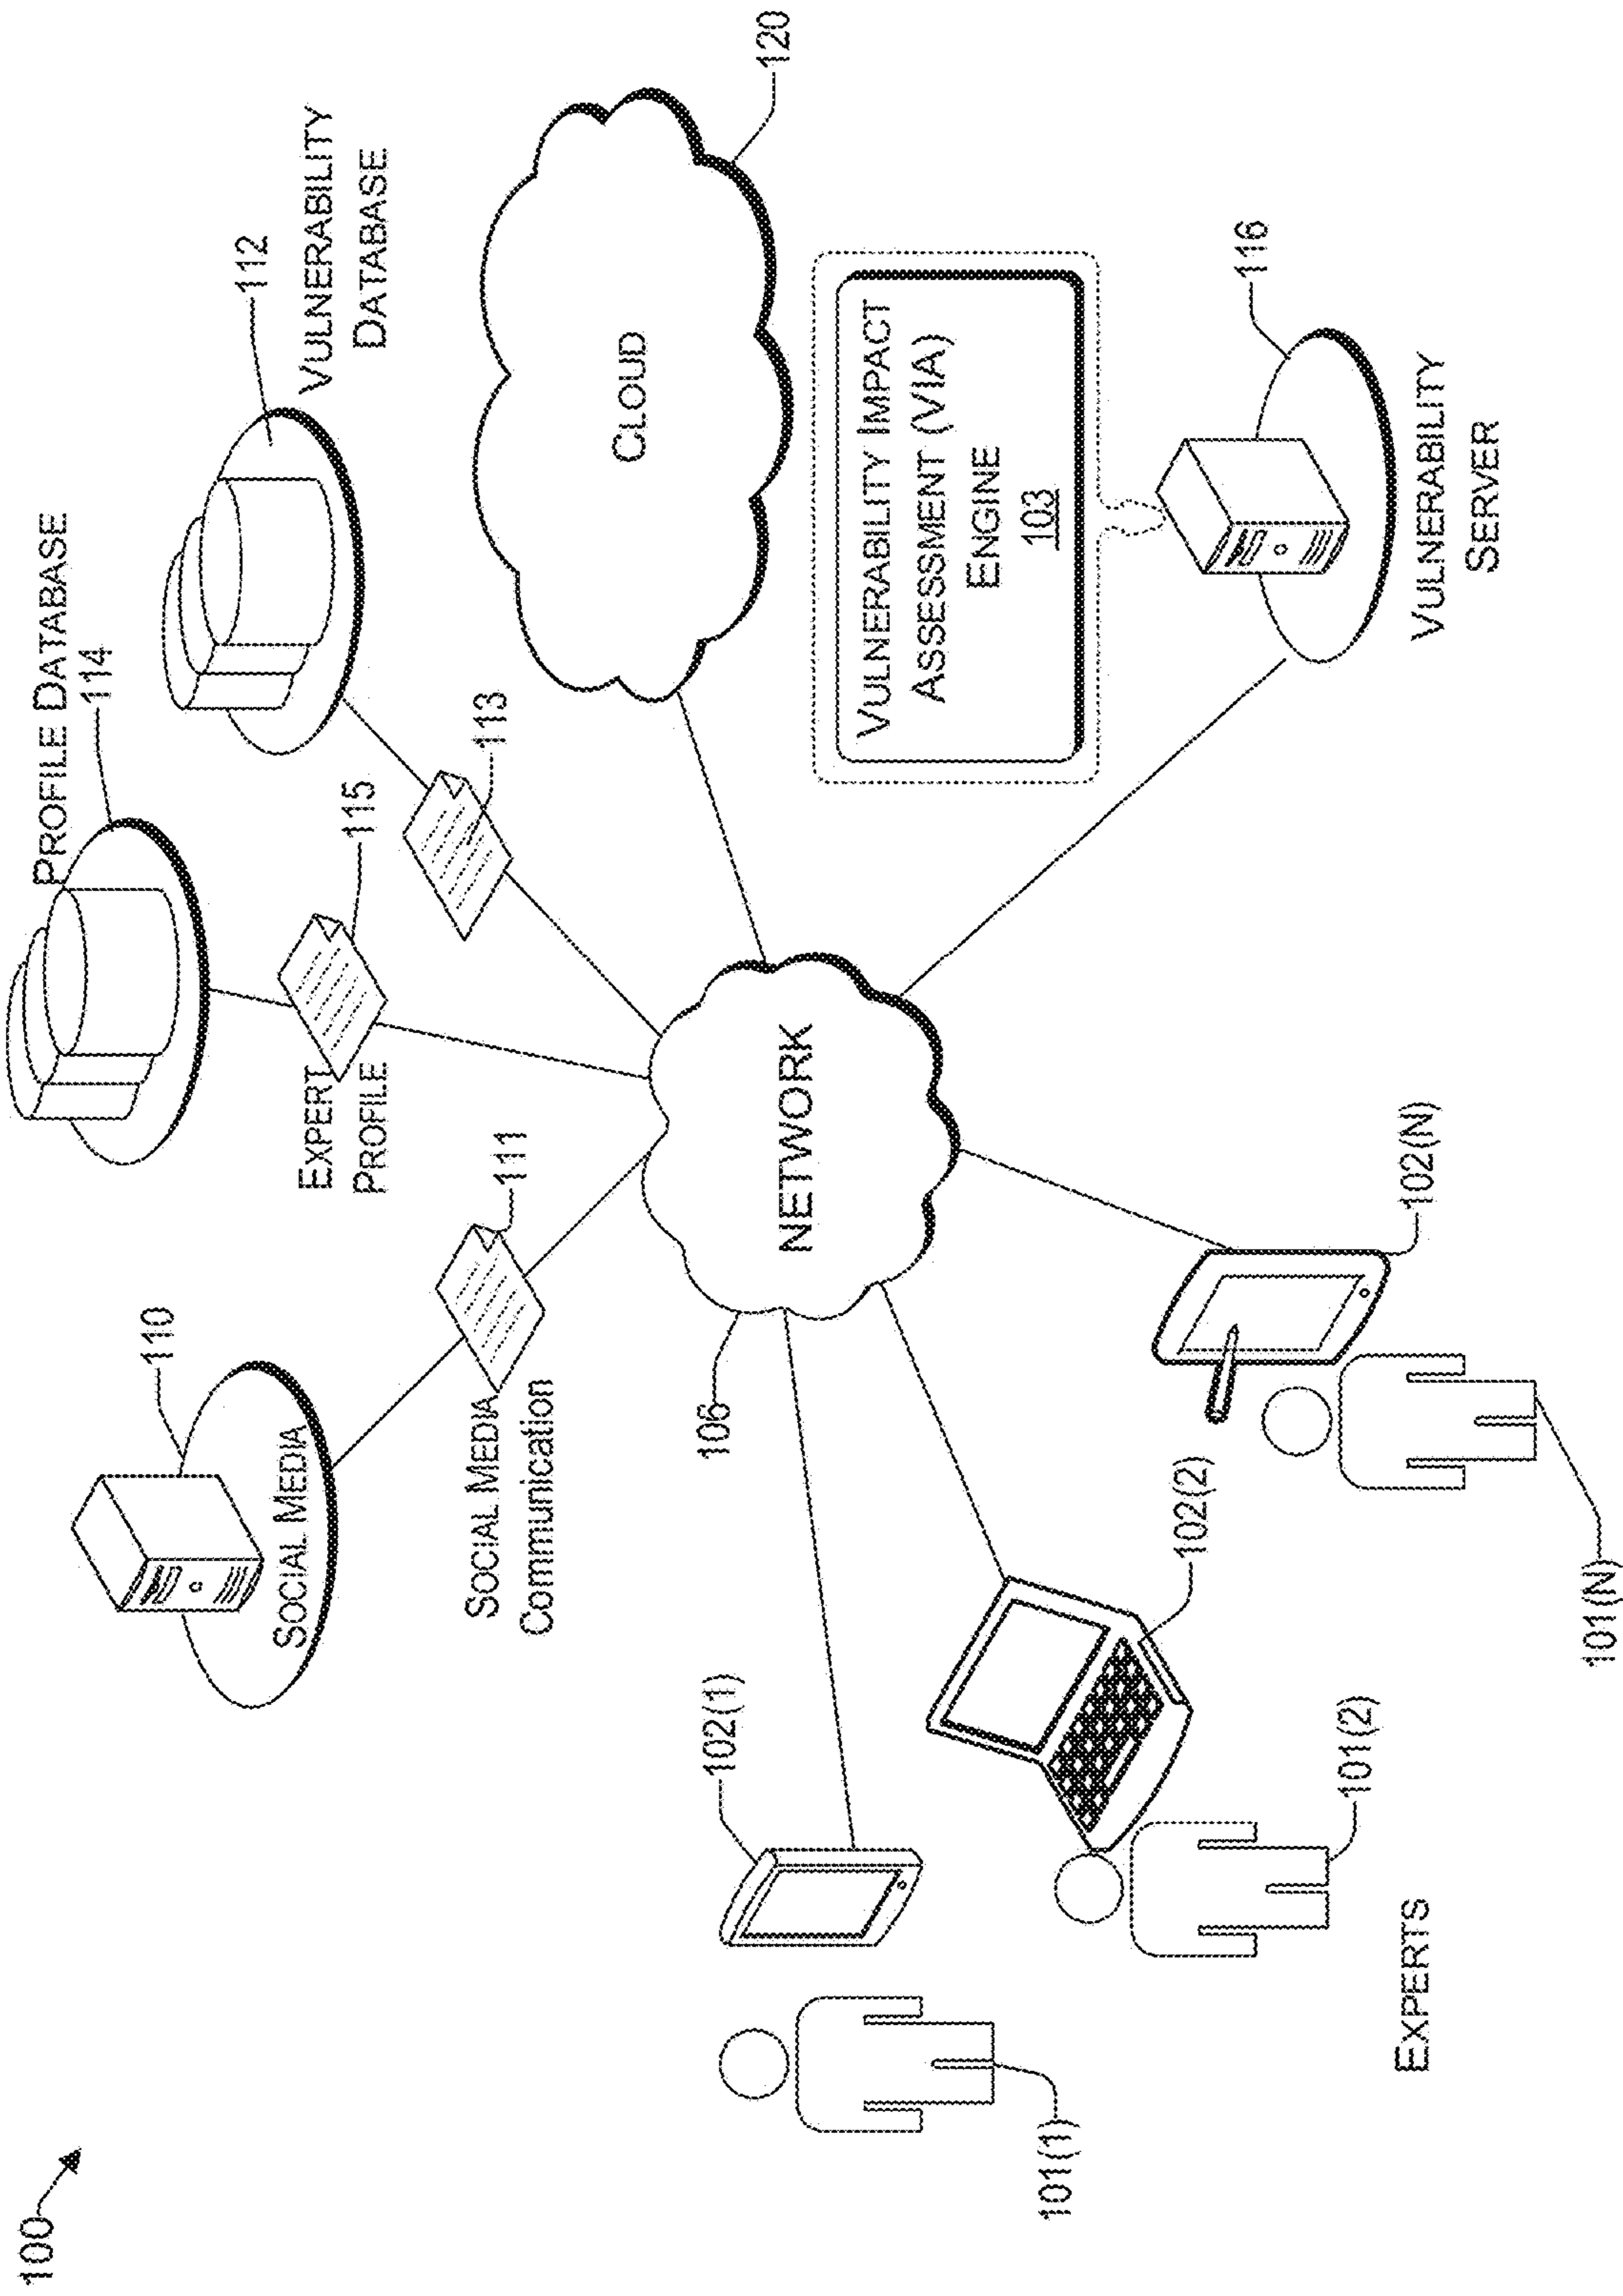 100
110
SOCIAL MEDIA
SOCIAL MEDIA
Communication
111
PROFILE DATABASE
114
EXPERT
PROFILE
115
112
VULNERABILITY
DATABASE
113
CLOUD
120
106
NETWORK
VULNERABILITY IMPACT
ASSESSMENT (VIA)
ENGINE
103
116
VULNERABILITY
SERVER
102(1)
101(1)
102(2)
101(2)
102(N)
101(N)
EXPERTS